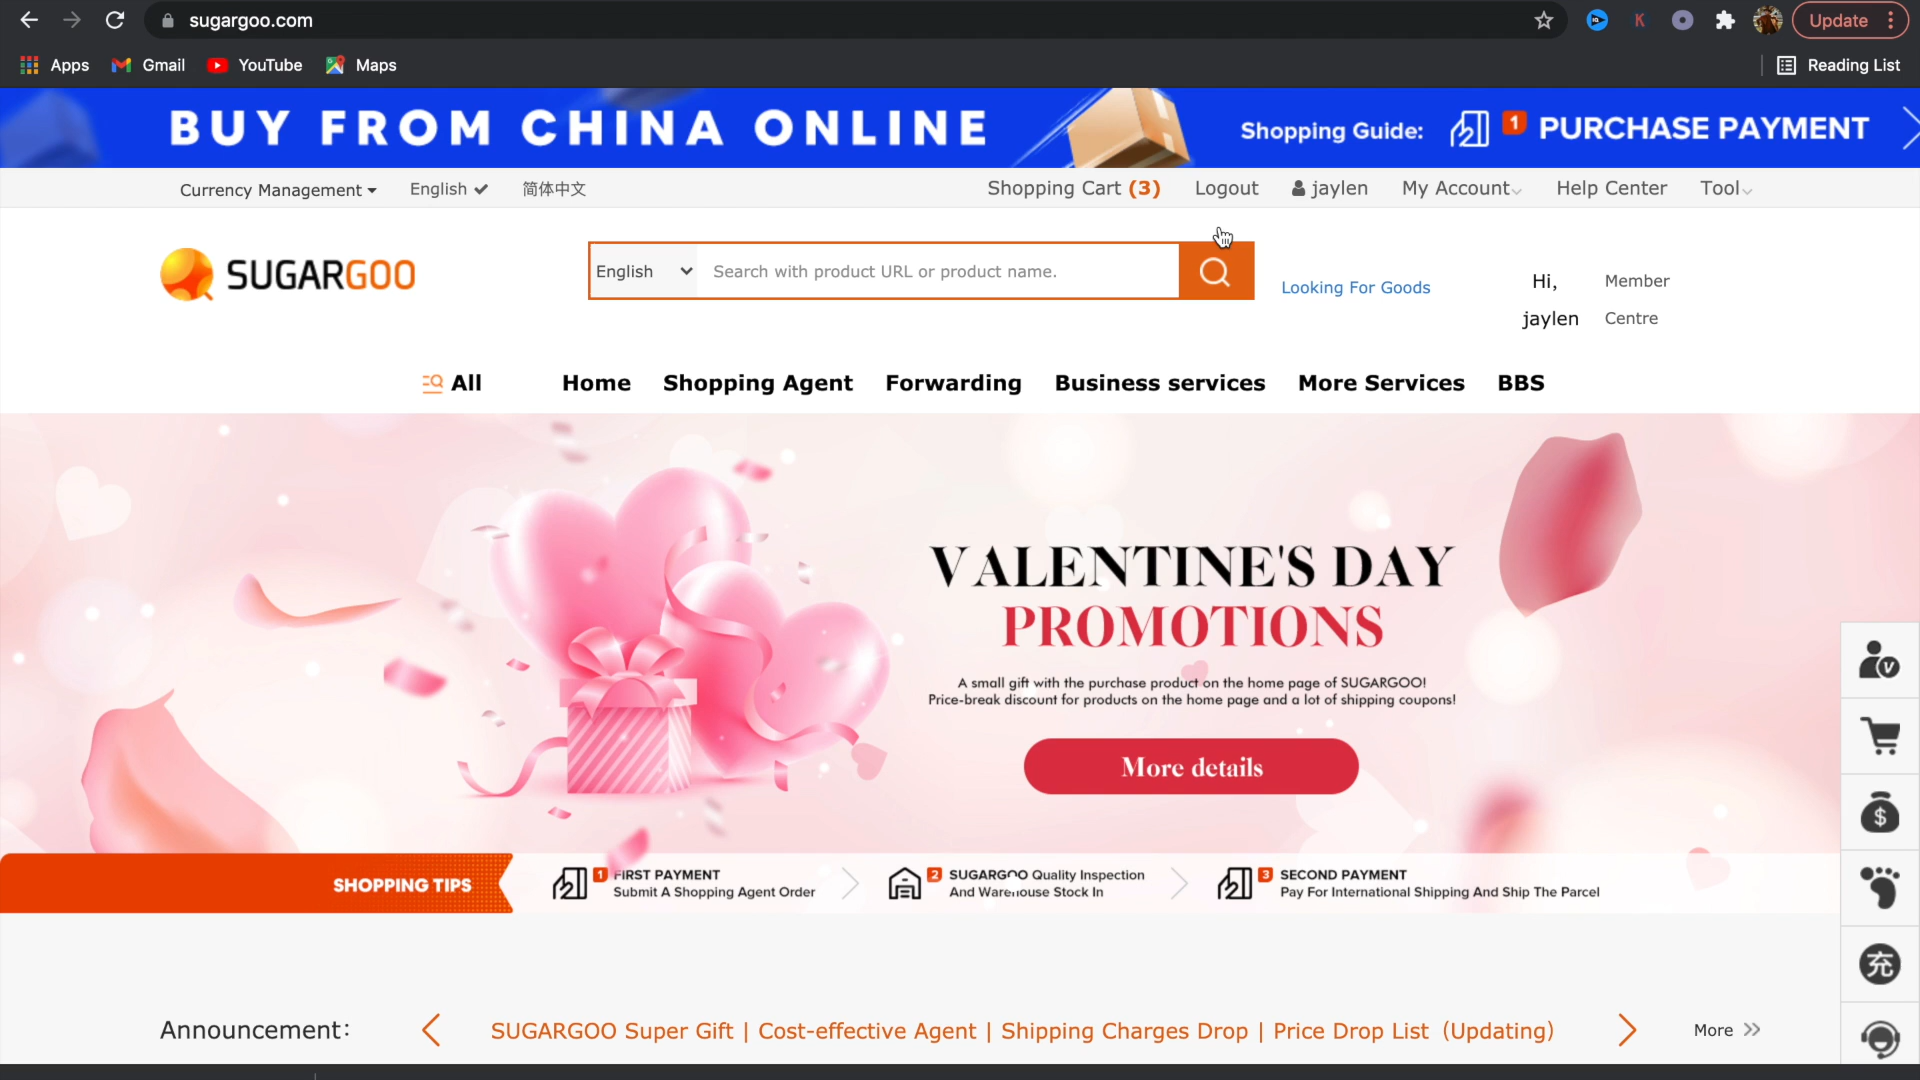 sugargoo.com
K
Update
Apps
Gmail
YouTube
Maps
Reading List
BUY FROM CHINA ONLINE
Shopping Guide:
1
PURCHASE PAYMENT
Currency Management
English
简体中文
Shopping Cart (3)
Logout
jaylen
My Account
Help Center
Tool
SUGARGOO
English
Search with product URL or product name.
Looking For Goods
Hi,
jaylen
Member
Centre
All
Home
Shopping Agent
Forwarding
Business services
More Services
BBS
VALENTINE'S DAY
PROMOTIONS
A small gift with the purchase product on the home page of SUGARGOO!
Price-break discount for products on the home page and a lot of shipping coupons!
More details
V
$
充
SHOPPING TIPS
1 FIRST PAYMENT
Submit A Shopping Agent Order
2 SUGARGOO Quality Inspection
And Warehouse Stock In
3 SECOND PAYMENT
Pay For International Shipping And Ship The Parcel
Announcement:
SUGARGOO Super Gift | Cost-effective Agent | Shipping Charges Drop | Price Drop List (Updating)
More